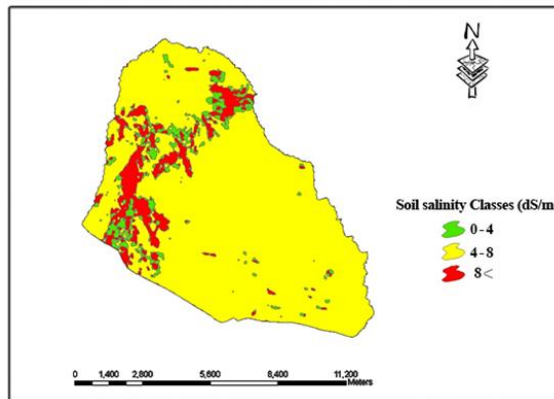 N
Soil salinity Classes (dS/m
0 - 4
4 - 8
8 <
0 1,400 2,800 5,600 8,400 11,200
Meters